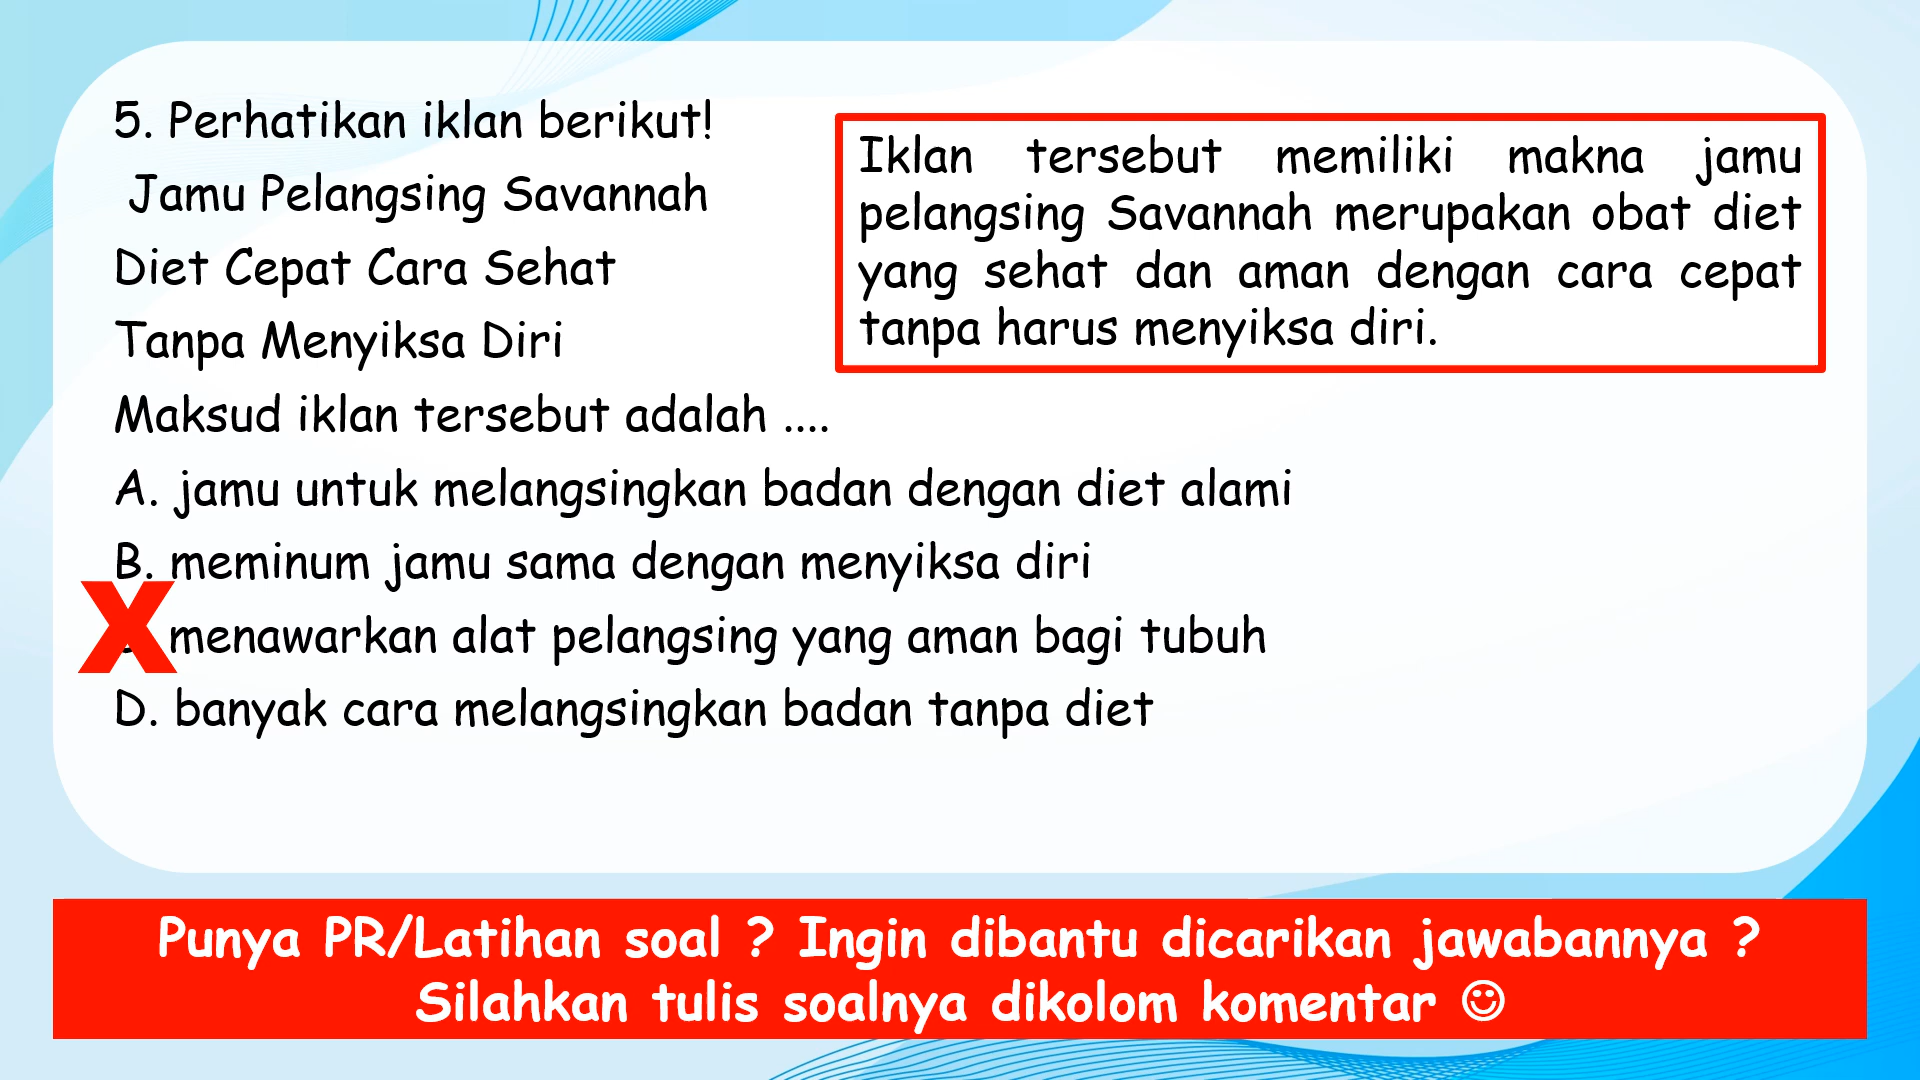 5. Perhatikan iklan berikut!
Jamu Pelangsing Savannah
Diet Cepat Cara Sehat
Tanpa Menyiksa Diri
Iklan tersebut memiliki makna jamu
pelangsing Savannah merupakan obat diet
yang sehat dan aman dengan cara cepat
tanpa harus menyiksa diri.
Maksud iklan tersebut adalah ....
A. jamu untuk melangsingkan badan dengan diet alami
B. meminum jamu sama dengan menyiksa diri
X menawarkan alat pelangsing yang aman bagi tubuh
D. banyak cara melangsingkan badan tanpa diet
Punya PR/Latihan soal ? Ingin dibantu dicarikan jawabannya ?
Silahkan tulis soalnya dikolom komentar ☺